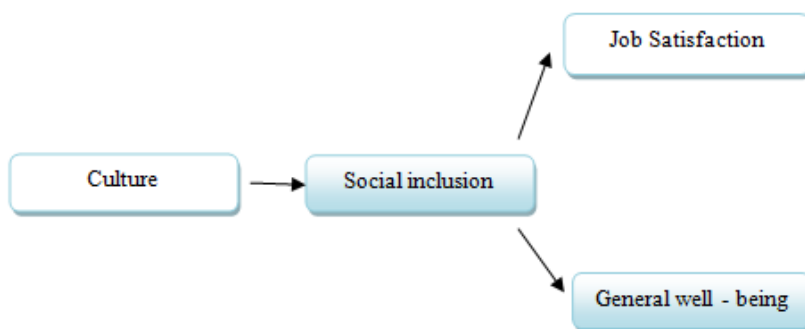 Job Satisfaction
Culture
Social inclusion
General well - being